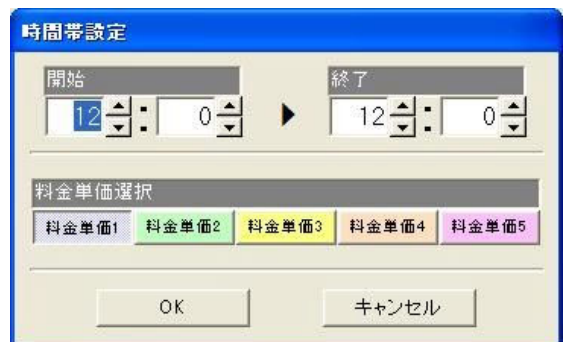 時間帯設定
開始 終了
12 : 0 ▶ 12 : 0
料金単価選択
料金単価1 料金単価2 料金単価3 料金単価4 料金単価5
OK キャンセル